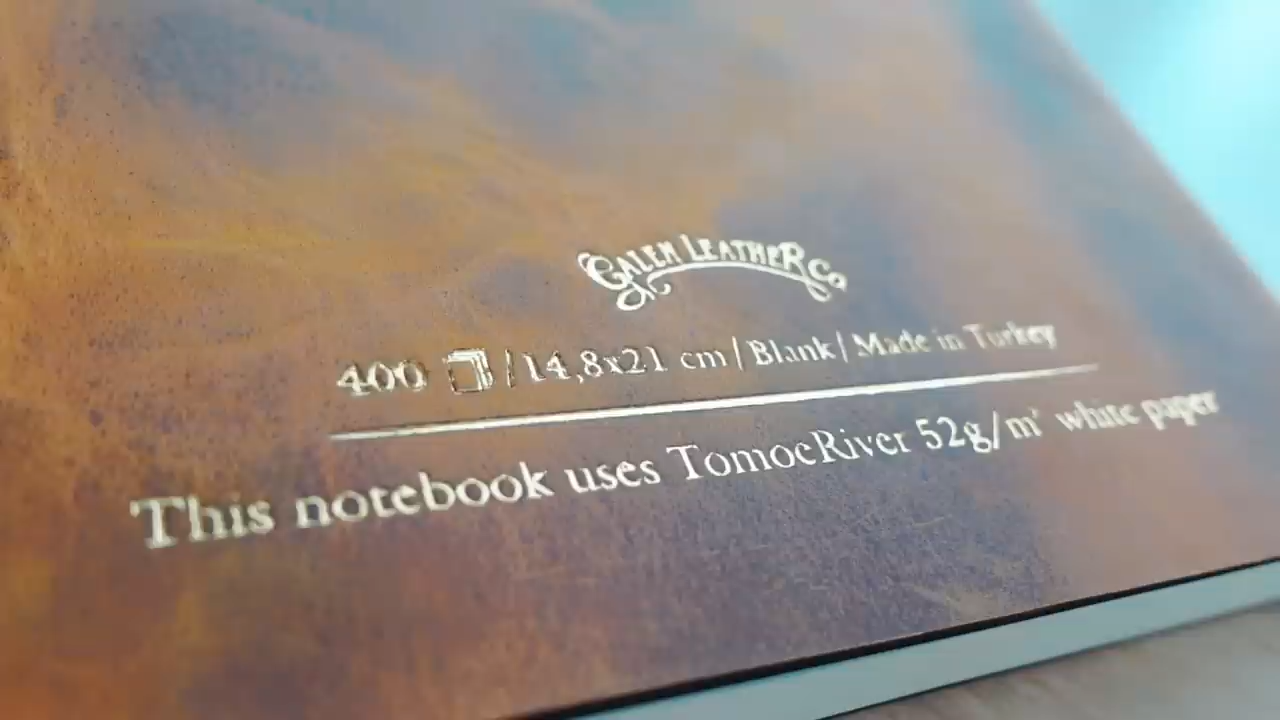 GALEN LEATHER CO
400 / 14,8x21 cm / Blank / Made in Turkey
This notebook uses TomoeRiver 52g/m² white paper